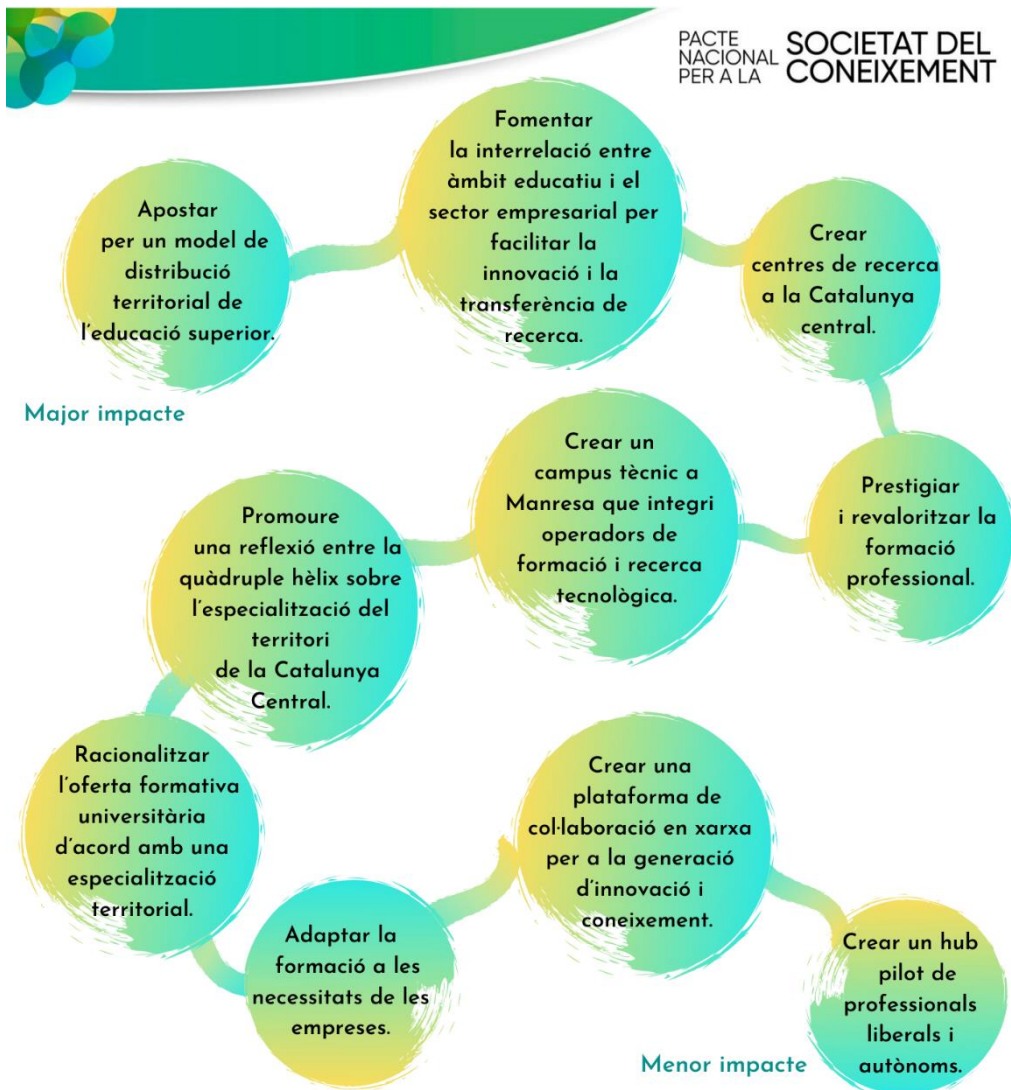 PACTE
NACIONAL
PER A LA
SOCIETAT DEL
CONEIXEMENT
Apostar
per un model de
distribució
territorial de
l'educació superior.
Fomentar
la interrelació entre
àmbit educatiu i el
sector empresarial per
facilitar la
innovació i la
transferència de
recerca.
Crear
centres de recerca
a la Catalunya
central.
Major impacte
Prestigiar
i revaloritzar la
formació
professional.
Crear un
campus tècnic a
Manresa que integri
operadors de
formació i recerca
tecnològica.
Promoure
una reflexió entre la
quàdruple hèlix sobre
l'especialització del
territori
de la Catalunya
Central.
Racionalitzar
l'oferta formativa
universitària
d'acord amb una
especialització
territorial.
Adaptar la
formació a les
necessitats de les
empreses.
Crear una
plataforma de
col·laboració en xarxa
per a la generació
d'innovació i
coneixement.
Crear un hub
pilot de
professionals
liberals i
autònoms.
Menor impacte